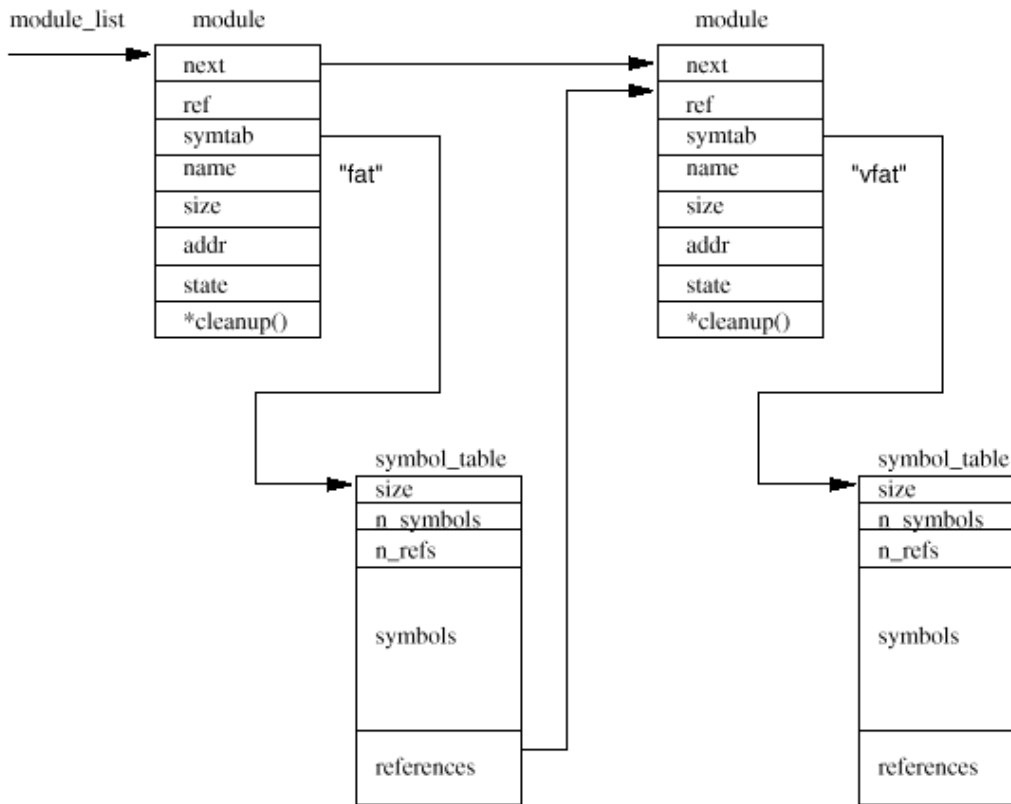 module_list
module
next
ref
symtab
name
"fat"
size
addr
state
*cleanup()
symbol_table
size
n_symbols
n_refs
symbols
references
module
next
ref
symtab
name
"vfat"
size
addr
state
*cleanup()
symbol_table
size
n_symbols
n_refs
symbols
references